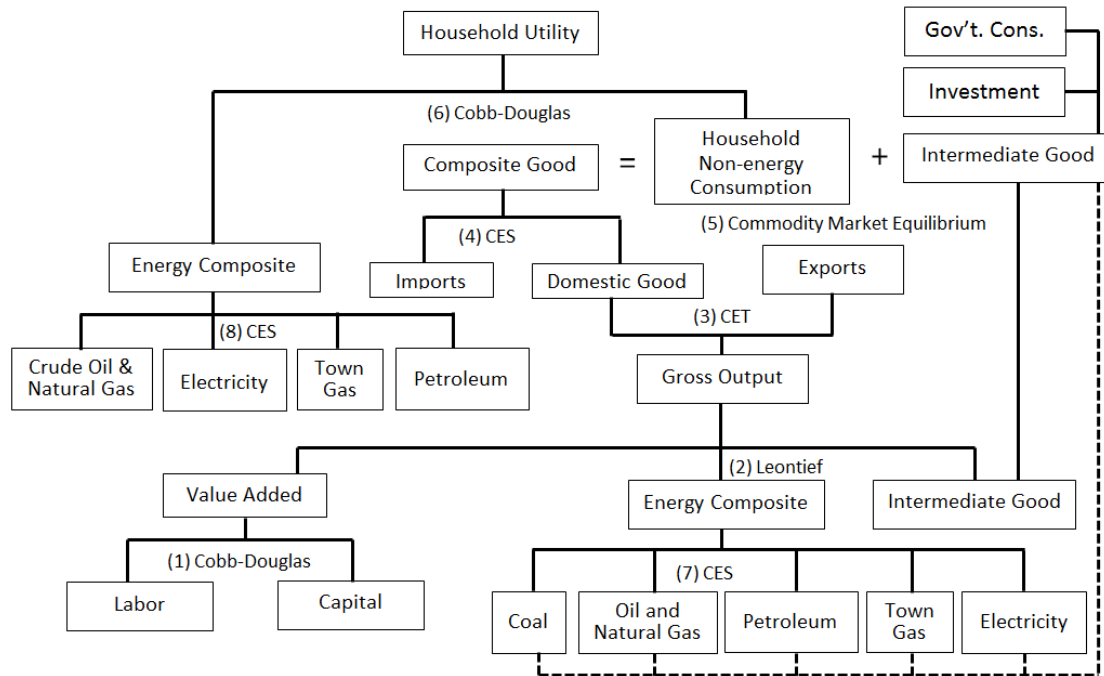 Household Utility
Gov't. Cons.
Investment
(6) Cobb-Douglas
Composite Good
=
Household
Non-energy
Consumption
+
Intermediate Good
(5) Commodity Market Equilibrium
(4) CES
Energy Composite
Imports
Domestic Good
Exports
(3) CET
(8) CES
Crude Oil &
Natural Gas
Electricity
Town
Gas
Petroleum
Gross Output
(2) Leontief
Value Added
Energy Composite
Intermediate Good
(1) Cobb-Douglas
Labor
Capital
(7) CES
Coal
Oil and
Natural Gas
Petroleum
Town
Gas
Electricity